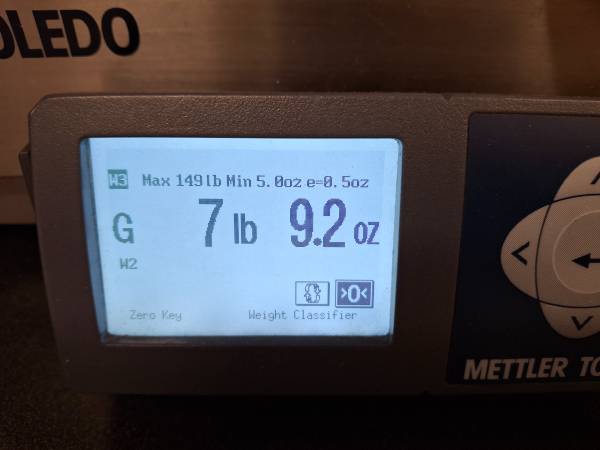 OLEDO
W3 Max 149lb Min 5.0oz e=0.5oz
G 7 lb 9.2 oz
W2
>0<
Zero Key Weight Classifier
METTLER TO